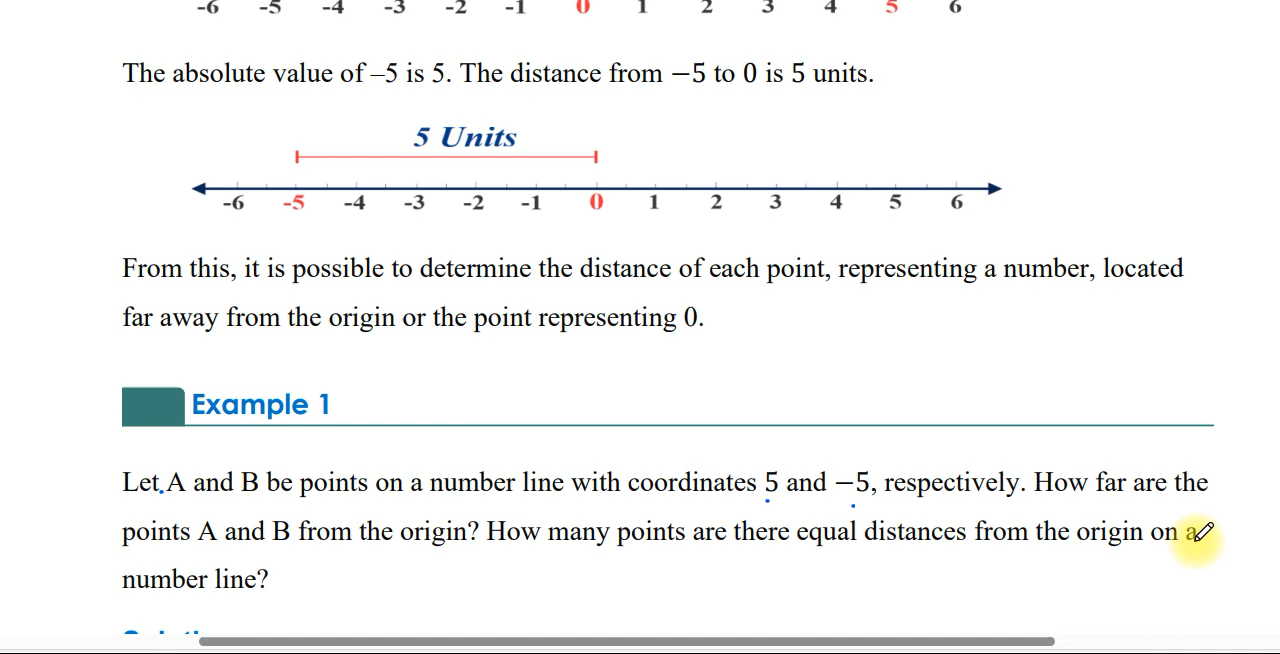 -6 -5 -4 -3 -2 -1 0 1 2 3 4 5 6
The absolute value of –5 is 5. The distance from −5 to 0 is 5 units.
5 Units
-6 -5 -4 -3 -2 -1 0 1 2 3 4 5 6
From this, it is possible to determine the distance of each point, representing a number, located
far away from the origin or the point representing 0.
Example 1
Let A and B be points on a number line with coordinates 5 and −5, respectively. How far are the
points A and B from the origin? How many points are there equal distances from the origin on a
number line?